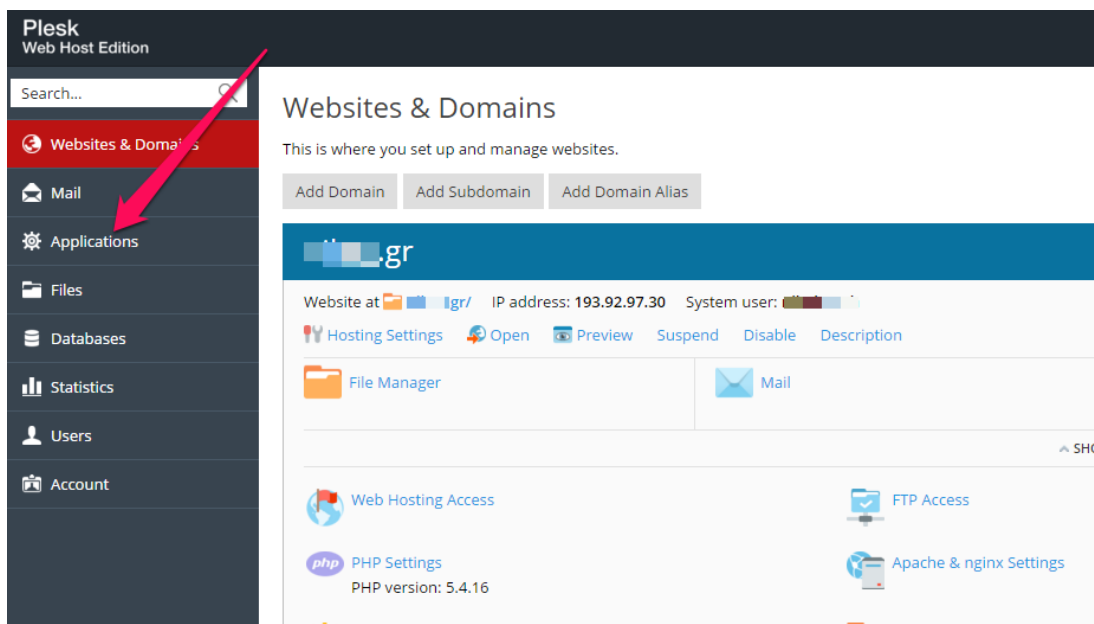 Plesk
Web Host Edition
Search...
Websites & Domains
Mail
Applications
Files
Databases
Statistics
Users
Account
Websites & Domains
This is where you set up and manage websites.
Add Domain Add Subdomain Add Domain Alias
.gr
Website at gr/ IP address: 193.92.97.30 System user:
Hosting Settings Open Preview Suspend Disable Description
File Manager Mail
Web Hosting Access FTP Access
php PHP Settings Apache & nginx Settings
PHP version: 5.4.16